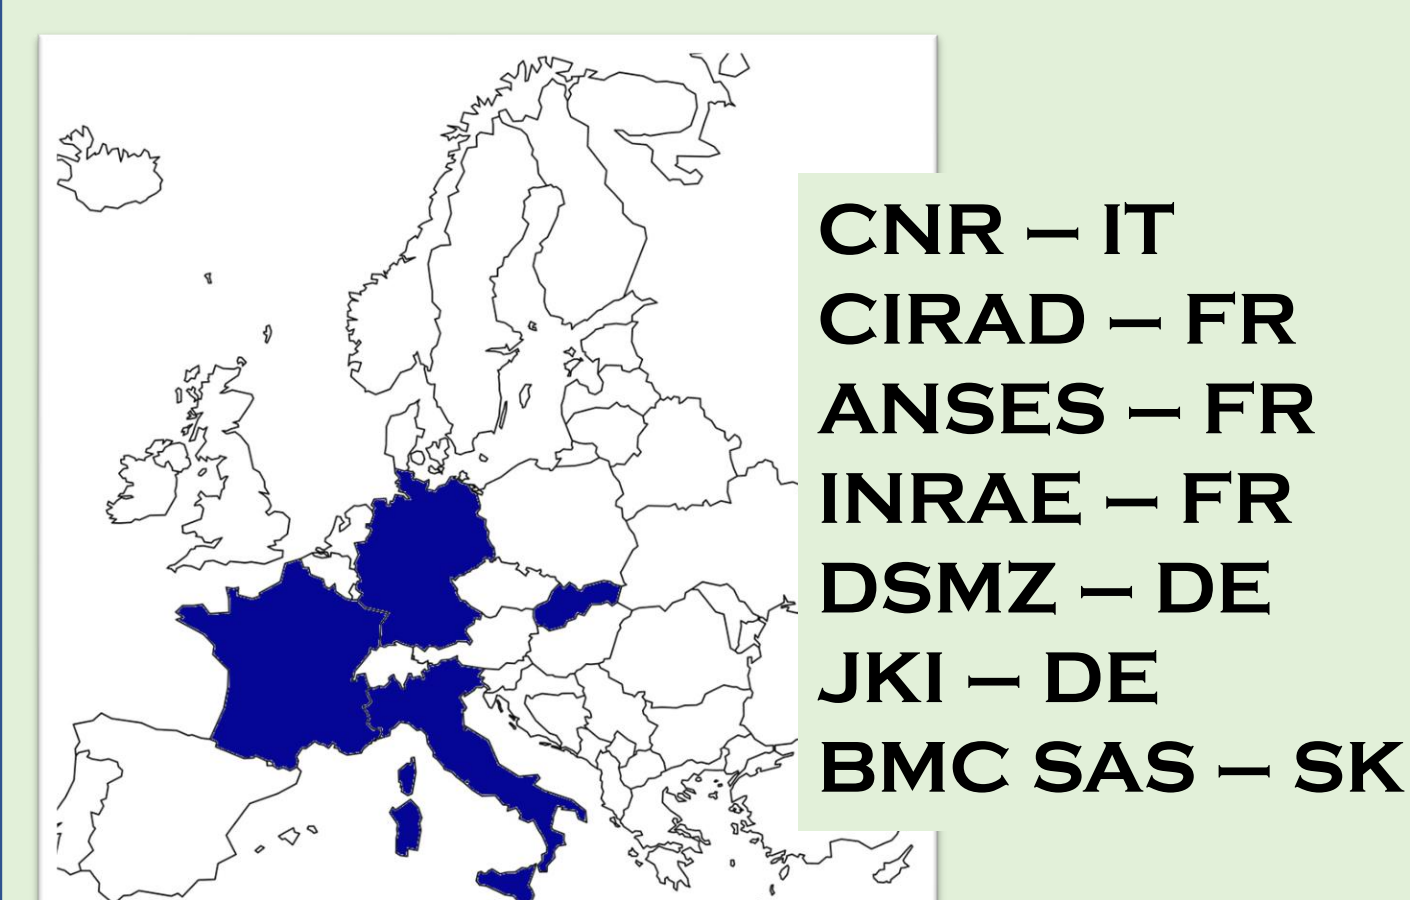 CNR – IT
CIRAD – FR
ANSES – FR
INRAE – FR
DSMZ – DE
JKI – DE
BMC SAS – SK